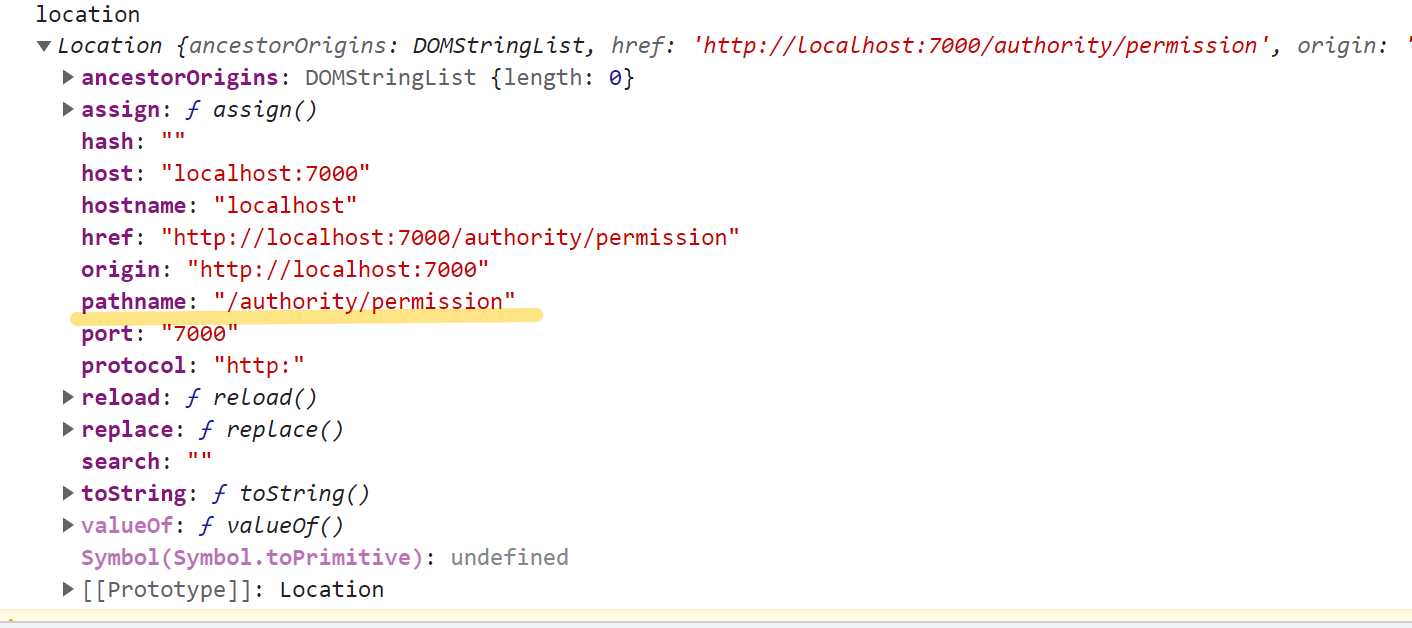 location
Location {ancestorOrigins: DOMStringList, href: 'http://localhost:7000/authority/permission', origin: '
ancestorOrigins: DOMStringList {length: 0}
assign: ƒ assign()
hash: ""
host: "localhost:7000"
hostname: "localhost"
href: "http://localhost:7000/authority/permission"
origin: "http://localhost:7000"
pathname: "/authority/permission"
port: "7000"
protocol: "http:"
reload: ƒ reload()
replace: ƒ replace()
search: ""
toString: ƒ toString()
valueOf: ƒ valueOf()
Symbol(Symbol.toPrimitive): undefined
[[Prototype]]: Location